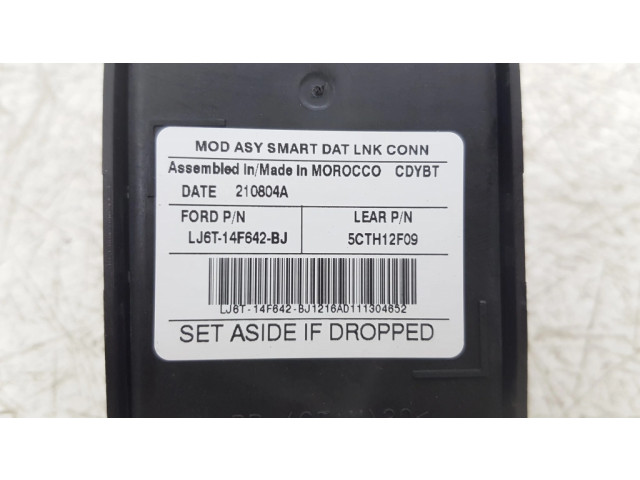 MOD ASY SMART DAT LNK CONN
Assembled In/Made In MOROCCO CDYBT
DATE 210804A
FORD P/N LEAR P/N
LJ6T-14F642-BJ 5CTH12F09
LJ6T-14F642-BJ1216AD111304652
SET ASIDE IF DROPPED